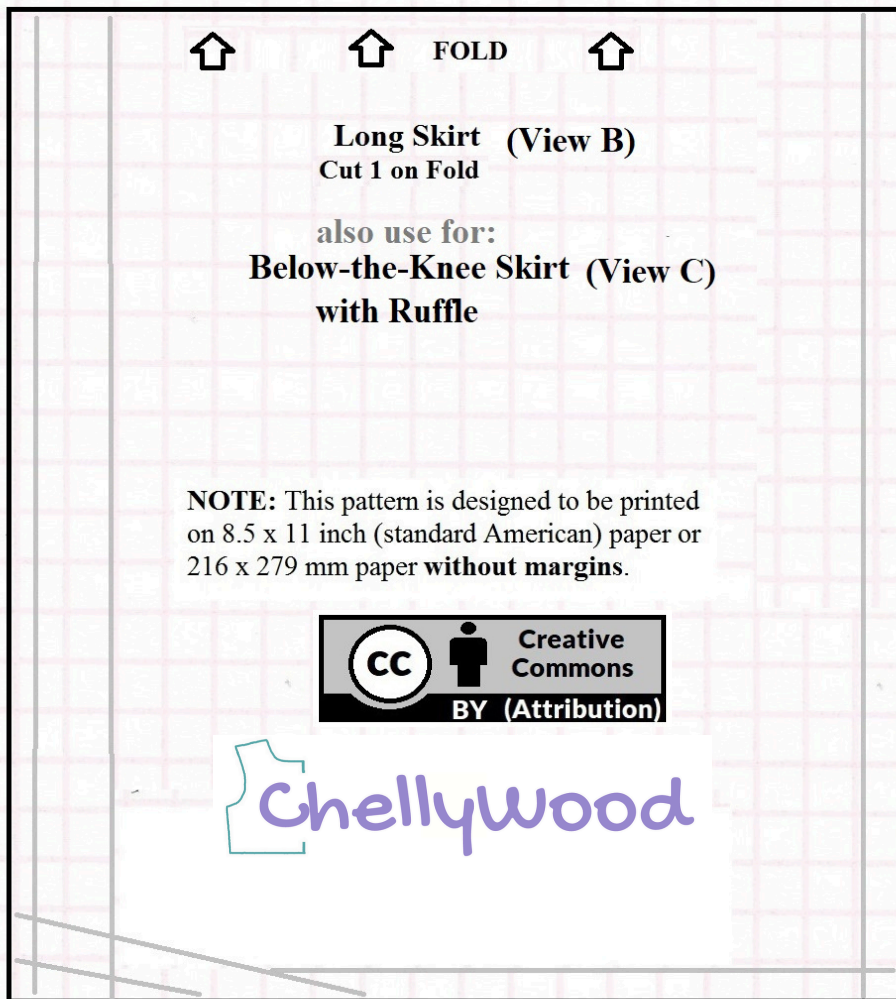 FOLD
Long Skirt (View B)
Cut 1 on Fold
also use for:
Below-the-Knee Skirt (View C)
with Ruffle
NOTE: This pattern is designed to be printed
on 8.5 x 11 inch (standard American) paper or
216 x 279 mm paper without margins.
CC Creative
Commons
BY (Attribution)
ChellyWood